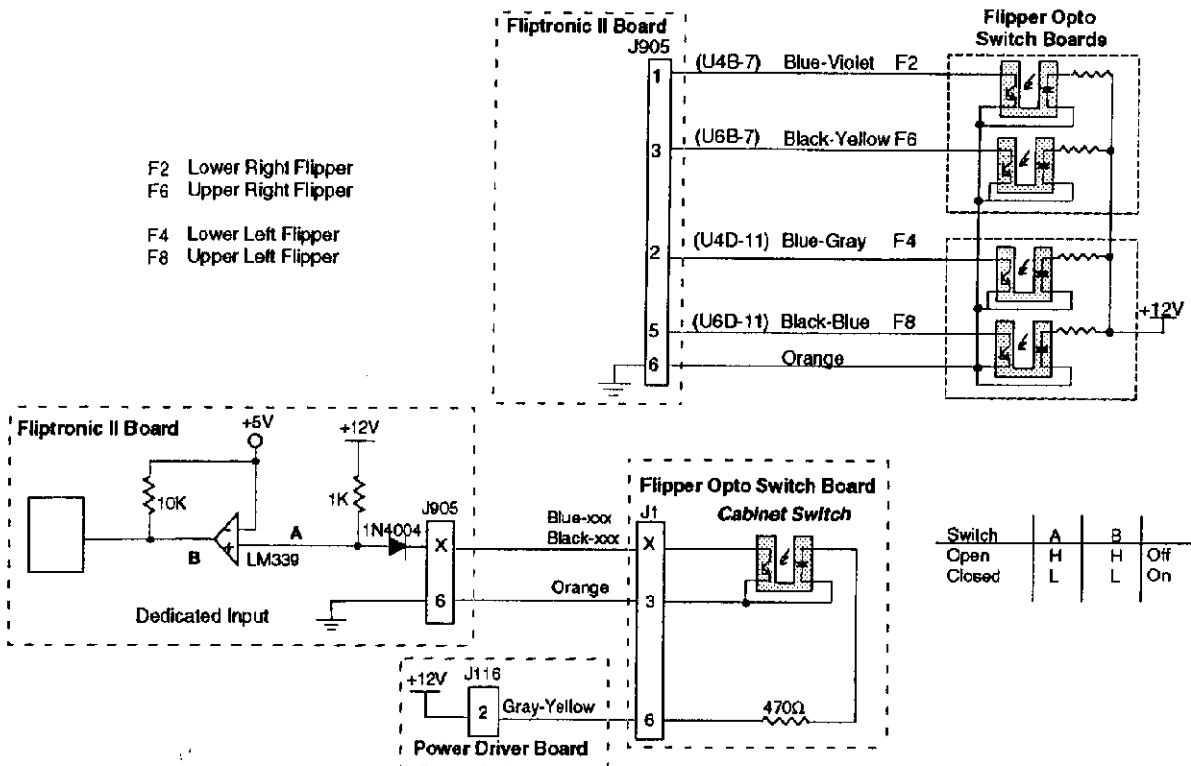 Fliptronic II Board
J905
Flipper Opto
Switch Boards
1 (U4B-7) Blue-Violet F2
3 (U6B-7) Black-Yellow F6
2 (U4D-11) Blue-Gray F4
5 (U6D-11) Black-Blue F8
6 Orange
+12V
F2 Lower Right Flipper
F6 Upper Right Flipper
F4 Lower Left Flipper
F8 Upper Left Flipper
Fliptronic II Board
+5V
+12V
10K
1K
J905
A
1N4004
X
B
-
+
LM339
6
Dedicated Input
Blue-xxx
Black-xxx
Orange
Flipper Opto Switch Board
J1
Cabinet Switch
X
3
6
470Ω
+12V
J116
2
Gray-Yellow
Power Driver Board
Switch A B
Open H H Off
Closed L L On